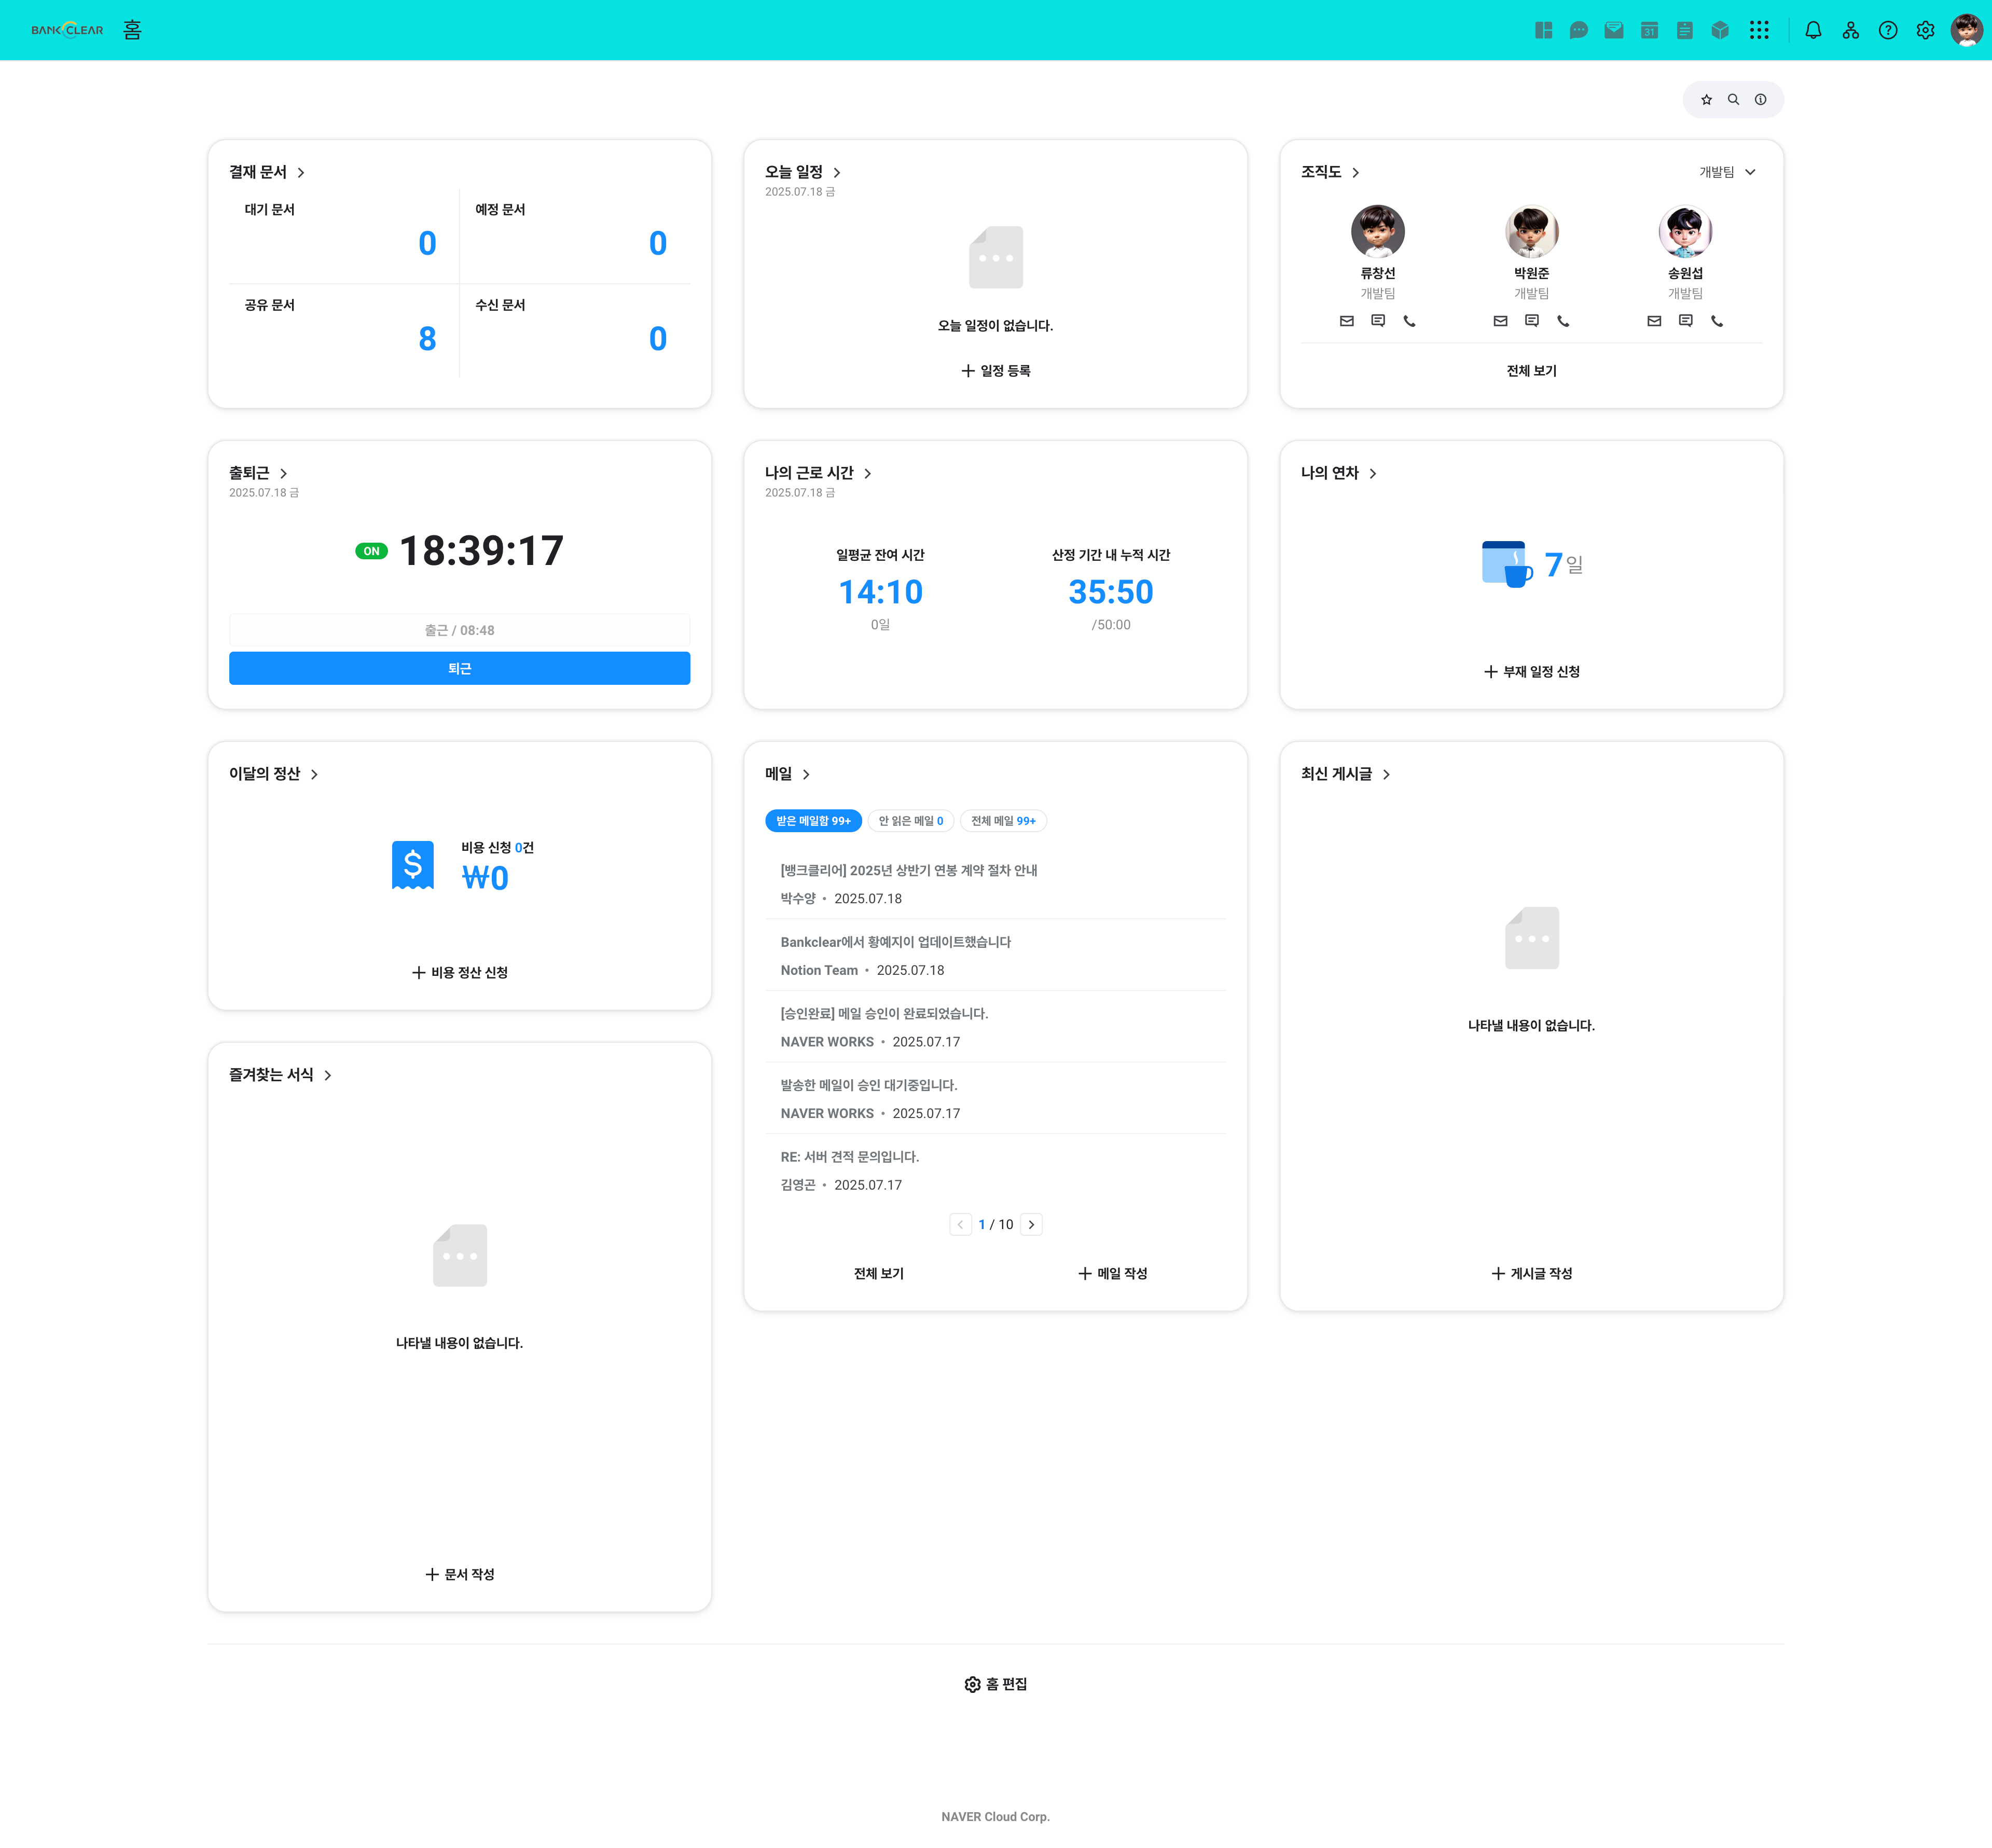 BANKCLEAR 홈
31
결재 문서
대기 문서
0
예정 문서
0
공유 문서
8
수신 문서
0
오늘 일정
2025.07.18 금
오늘 일정이 없습니다.
일정 등록
조직도
개발팀
류창선
개발팀
박원준
개발팀
송원섭
개발팀
전체 보기
출퇴근
2025.07.18 금
ON 18:39:17
출근 / 08:48
퇴근
나의 근로 시간
2025.07.18 금
일평균 잔여 시간
14:10
0일
산정 기간 내 누적 시간
35:50
/50:00
나의 연차
7일
부재 일정 신청
이달의 정산
비용 신청 0건
₩0
비용 정산 신청
메일
받은 메일함 99+ 안 읽은 메일 0 전체 메일 99+
[뱅크클리어] 2025년 상반기 연봉 계약 절차 안내
박수양 • 2025.07.18
Bankclear에서 황예지이 업데이트했습니다
Notion Team • 2025.07.18
[승인완료] 메일 승인이 완료되었습니다.
NAVER WORKS • 2025.07.17
발송한 메일이 승인 대기중입니다.
NAVER WORKS • 2025.07.17
RE: 서버 견적 문의입니다.
김영곤 • 2025.07.17
1 / 10
전체 보기
메일 작성
최신 게시글
나타낼 내용이 없습니다.
게시글 작성
즐겨찾는 서식
나타낼 내용이 없습니다.
문서 작성
홈 편집
NAVER Cloud Corp.